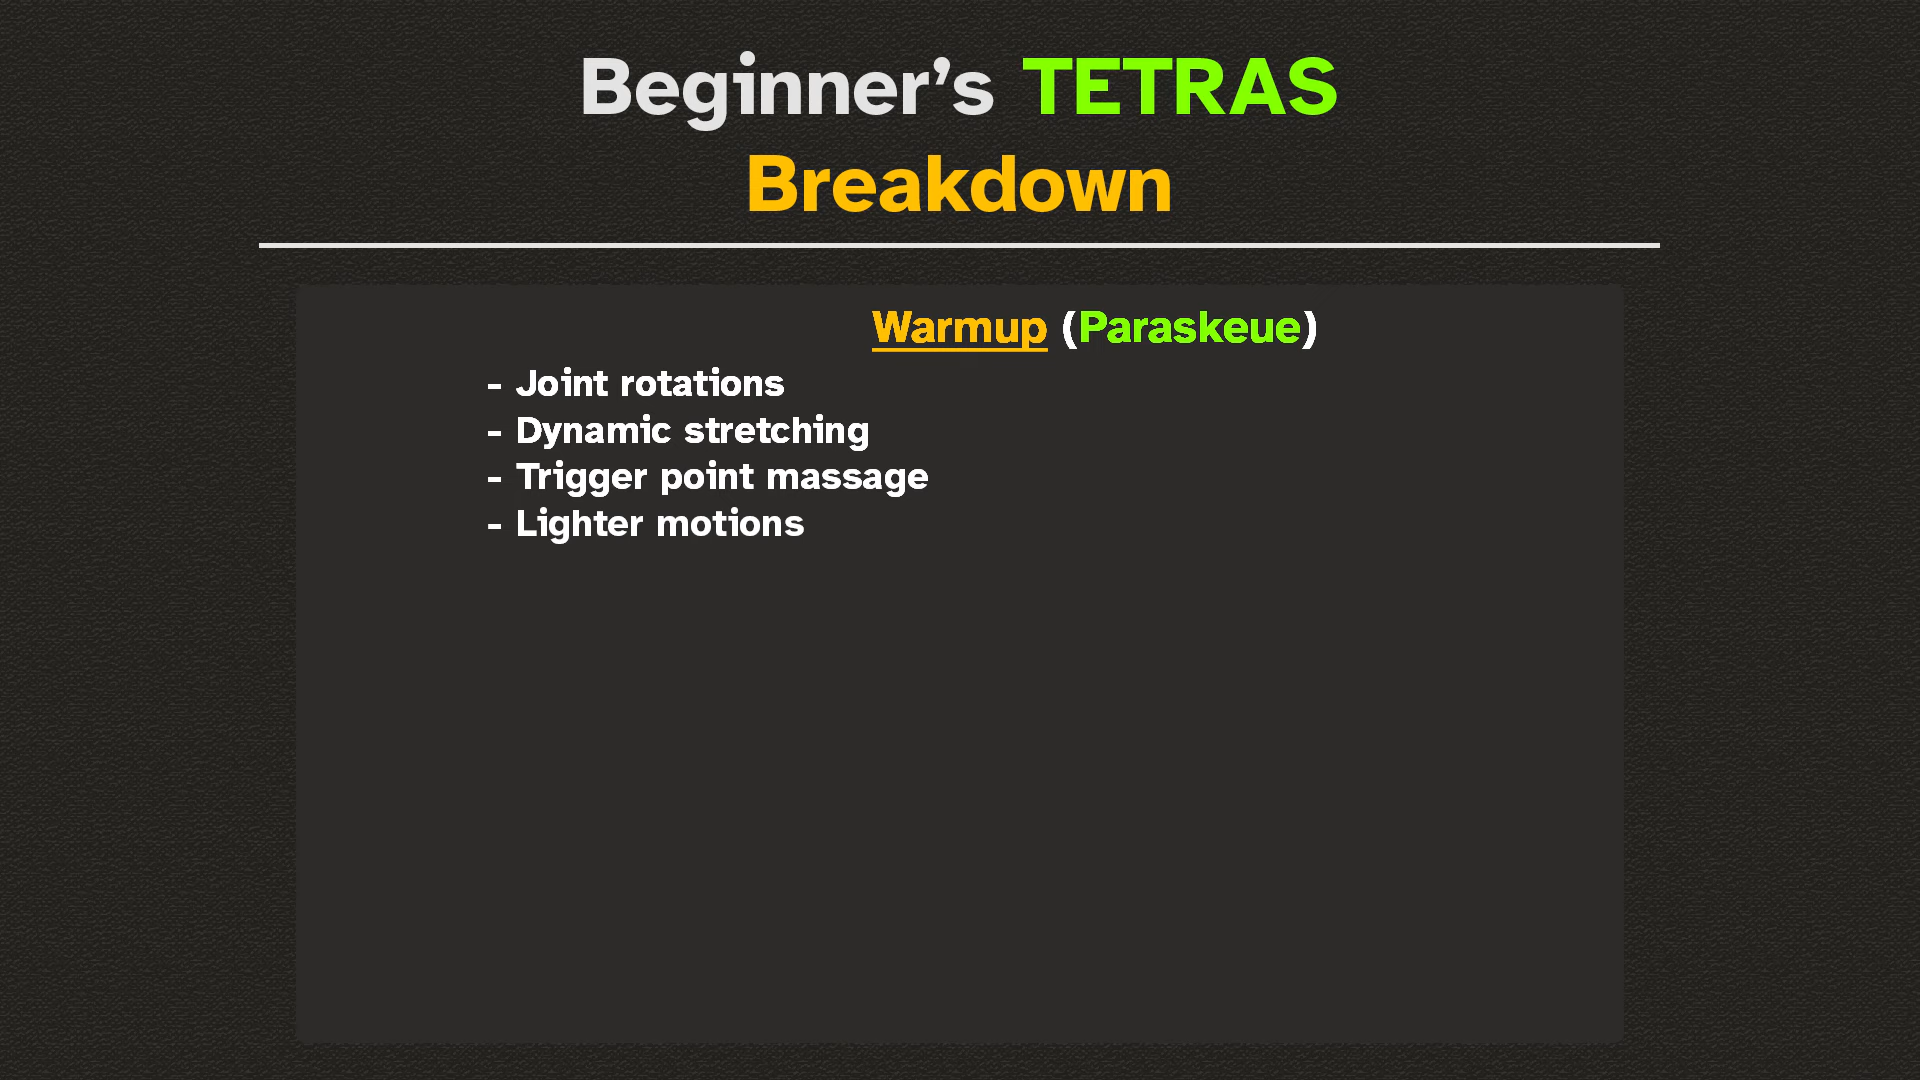 Beginner’s TETRAS
Breakdown
Warmup (Paraskeue)
- Joint rotations
- Dynamic stretching
- Trigger point massage
- Lighter motions